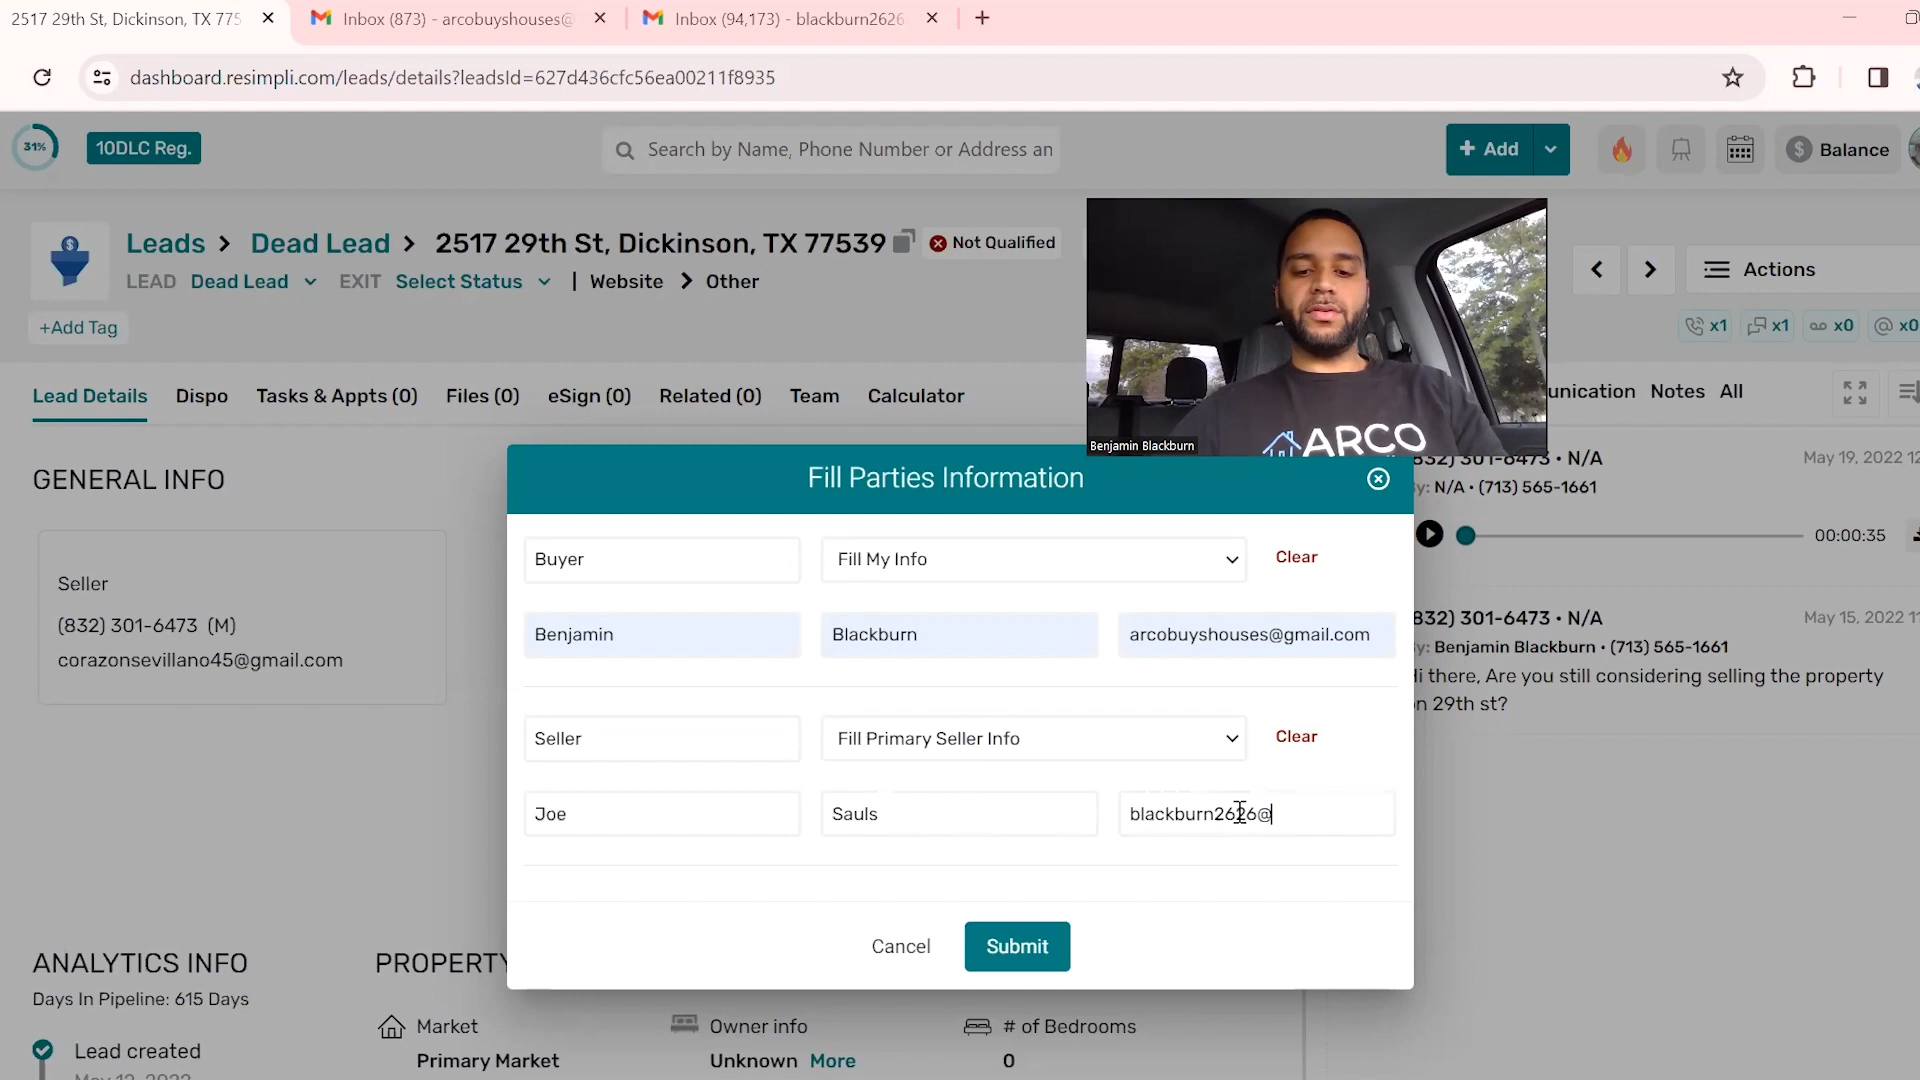 2517 29th St, Dickinson, TX 775
Inbox (873) - arcobuyshouses@
Inbox (94,173) - blackburn2626
dashboard.resimpli.com/leads/details?leadsId=627d436cfc56ea00211f8935
31%
10DLC Reg.
Search by Name, Phone Number or Address an
+ Add
Balance
Leads > Dead Lead > 2517 29th St, Dickinson, TX 77539
Not Qualified
LEAD Dead Lead EXIT Select Status | Website > Other
+Add Tag
Actions
x1 x1 x0 x0
Lead Details Dispo Tasks & Appts (0) Files (0) eSign (0) Related (0) Team Calculator
unication Notes All
ARCO
Benjamin Blackburn
GENERAL INFO
Seller
(832) 301-6473 (M)
corazonsevillano45@gmail.com
Fill Parties Information
Buyer Fill My Info Clear
Benjamin Blackburn arcobuyshouses@gmail.com
Seller Fill Primary Seller Info Clear
Joe Sauls blackburn2626@
Cancel Submit
832) 301-6473 • N/A May 19, 2022 12
y: N/A • (713) 565-1661
00:00:35
832) 301-6473 • N/A May 15, 2022 11
y: Benjamin Blackburn • (713) 565-1661
Hi there, Are you still considering selling the property
on 29th st?
ANALYTICS INFO
Days In Pipeline: 615 Days
Lead created
PROPERTY
Market
Primary Market
Owner info
Unknown More
# of Bedrooms
0